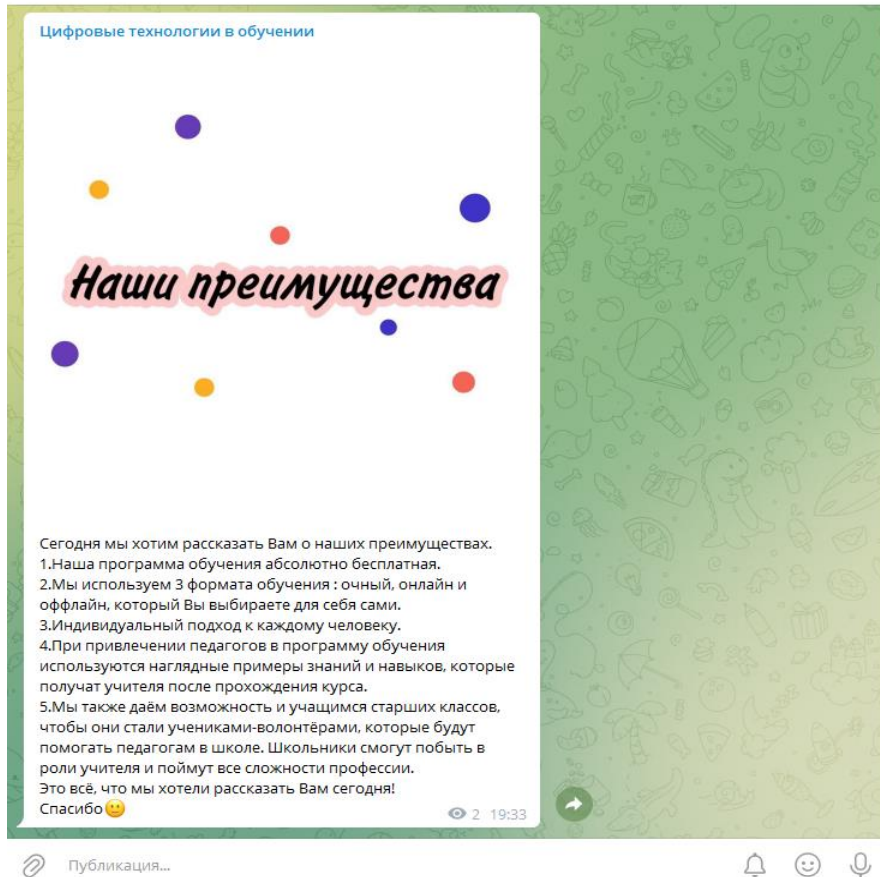 Цифровые технологии в обучении
Наши преимущества
Сегодня мы хотим рассказать Вам о наших преимуществах.
1.Наша программа обучения абсолютно бесплатная.
2.Мы используем 3 формата обучения : очный, онлайн и
оффлайн, который Вы выбираете для себя сами.
3.Индивидуальный подход к каждому человеку.
4.При привлечении педагогов в программу обучения
используются наглядные примеры знаний и навыков, которые
получат учителя после прохождения курса.
5.Мы также даём возможность и учащимся старших классов,
чтобы они стали учениками-волонтёрами, которые будут
помогать педагогам в школе. Школьники смогут побыть в
роли учителя и поймут все сложности профессии.
Это всё, что мы хотели рассказать Вам сегодня!
Спасибо🙂
2 19:33
Публикация...